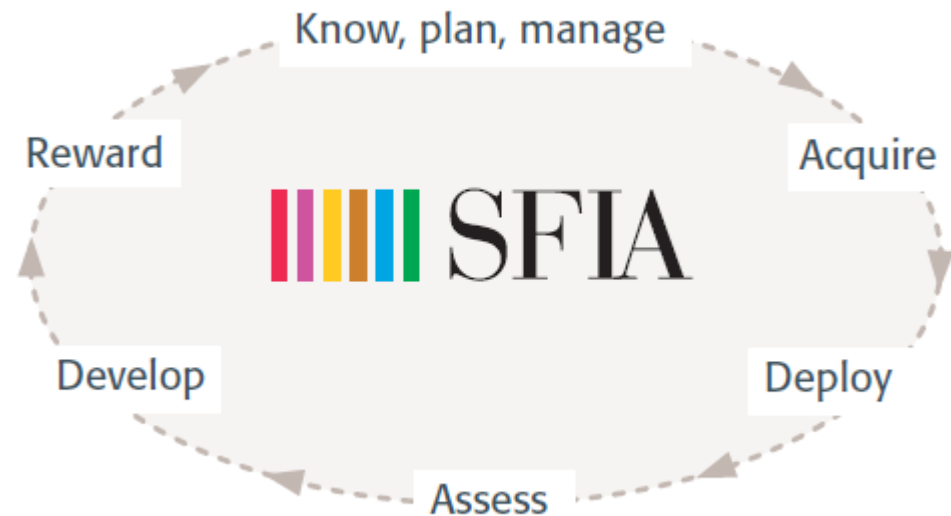 Know, plan, manage
Reward
Acquire
SFIA
Develop
Deploy
Assess